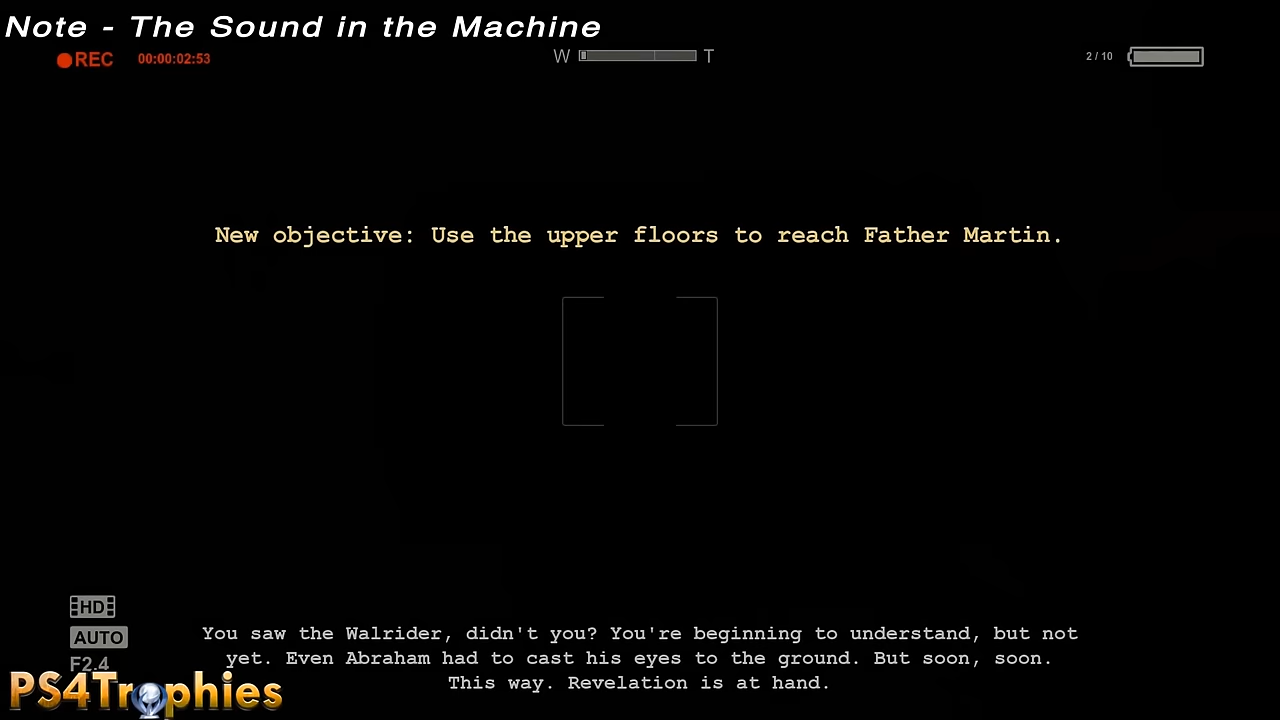 Note - The Sound in the Machine
REC 00:00:02:53 W T 2 / 10
New objective: Use the upper floors to reach Father Martin.
HD
AUTO
F2.4
You saw the Walrider, didn't you? You're beginning to understand, but not
yet. Even Abraham had to cast his eyes to the ground. But soon, soon.
This way. Revelation is at hand.
PS4Trophies